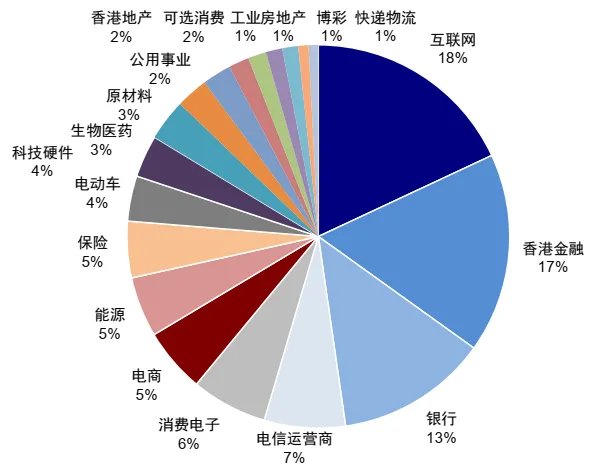 香港地产
2%
可选消费
2%
工业
1%
房地产
1%
博彩
1%
快递物流
1%
互联网
18%
公用事业
2%
原材料
3%
生物医药
3%
科技硬件
4%
电动车
4%
保险
5%
能源
5%
电商
5%
消费电子
6%
电信运营商
7%
银行
13%
香港金融
17%